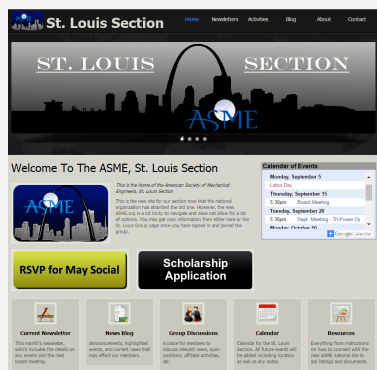 ASME St. Louis Section
Home Newsletters Activities Blog About Contact
ST. LOUIS SECTION
ASME
Welcome To The ASME, St. Louis Section
ASME
This is the home of the American Society of Mechanical
Engineers, St. Louis Section
This is the new site for our section now that the national
organization has absorbed the old one. However, the new
ASME.org is a bit tricky to navigate and does not allow for a lot
of options. You may get your information from either here or the
St. Louis Group page once you have signed in and joined the
group.
Calendar of Events
Monday, September 5
Labor Day
Thursday, September 15
5:30pm Board Meeting
Tuesday, September 20
5:30pm Sept. Meeting - Tri-Power Op
Monday, October 10
Google Calendar
RSVP for May Social
Scholarship
Application
Current Newsletter
This month's newsletter,
which includes the details on
any events and the next
board meeting.
News Blog
Announcements, highlighted
events, and current news that
may effect our members.
Group Discussions
A place for members to
discuss relevant news, open
positions, affiliate activities,
etc.
Calendar
Calendar for the St. Louis
Section. All future events will
be added including location
as well as any notes.
Resources
Everything from instructions
on how to connect with the
new ASME national site to
job listings and documents.